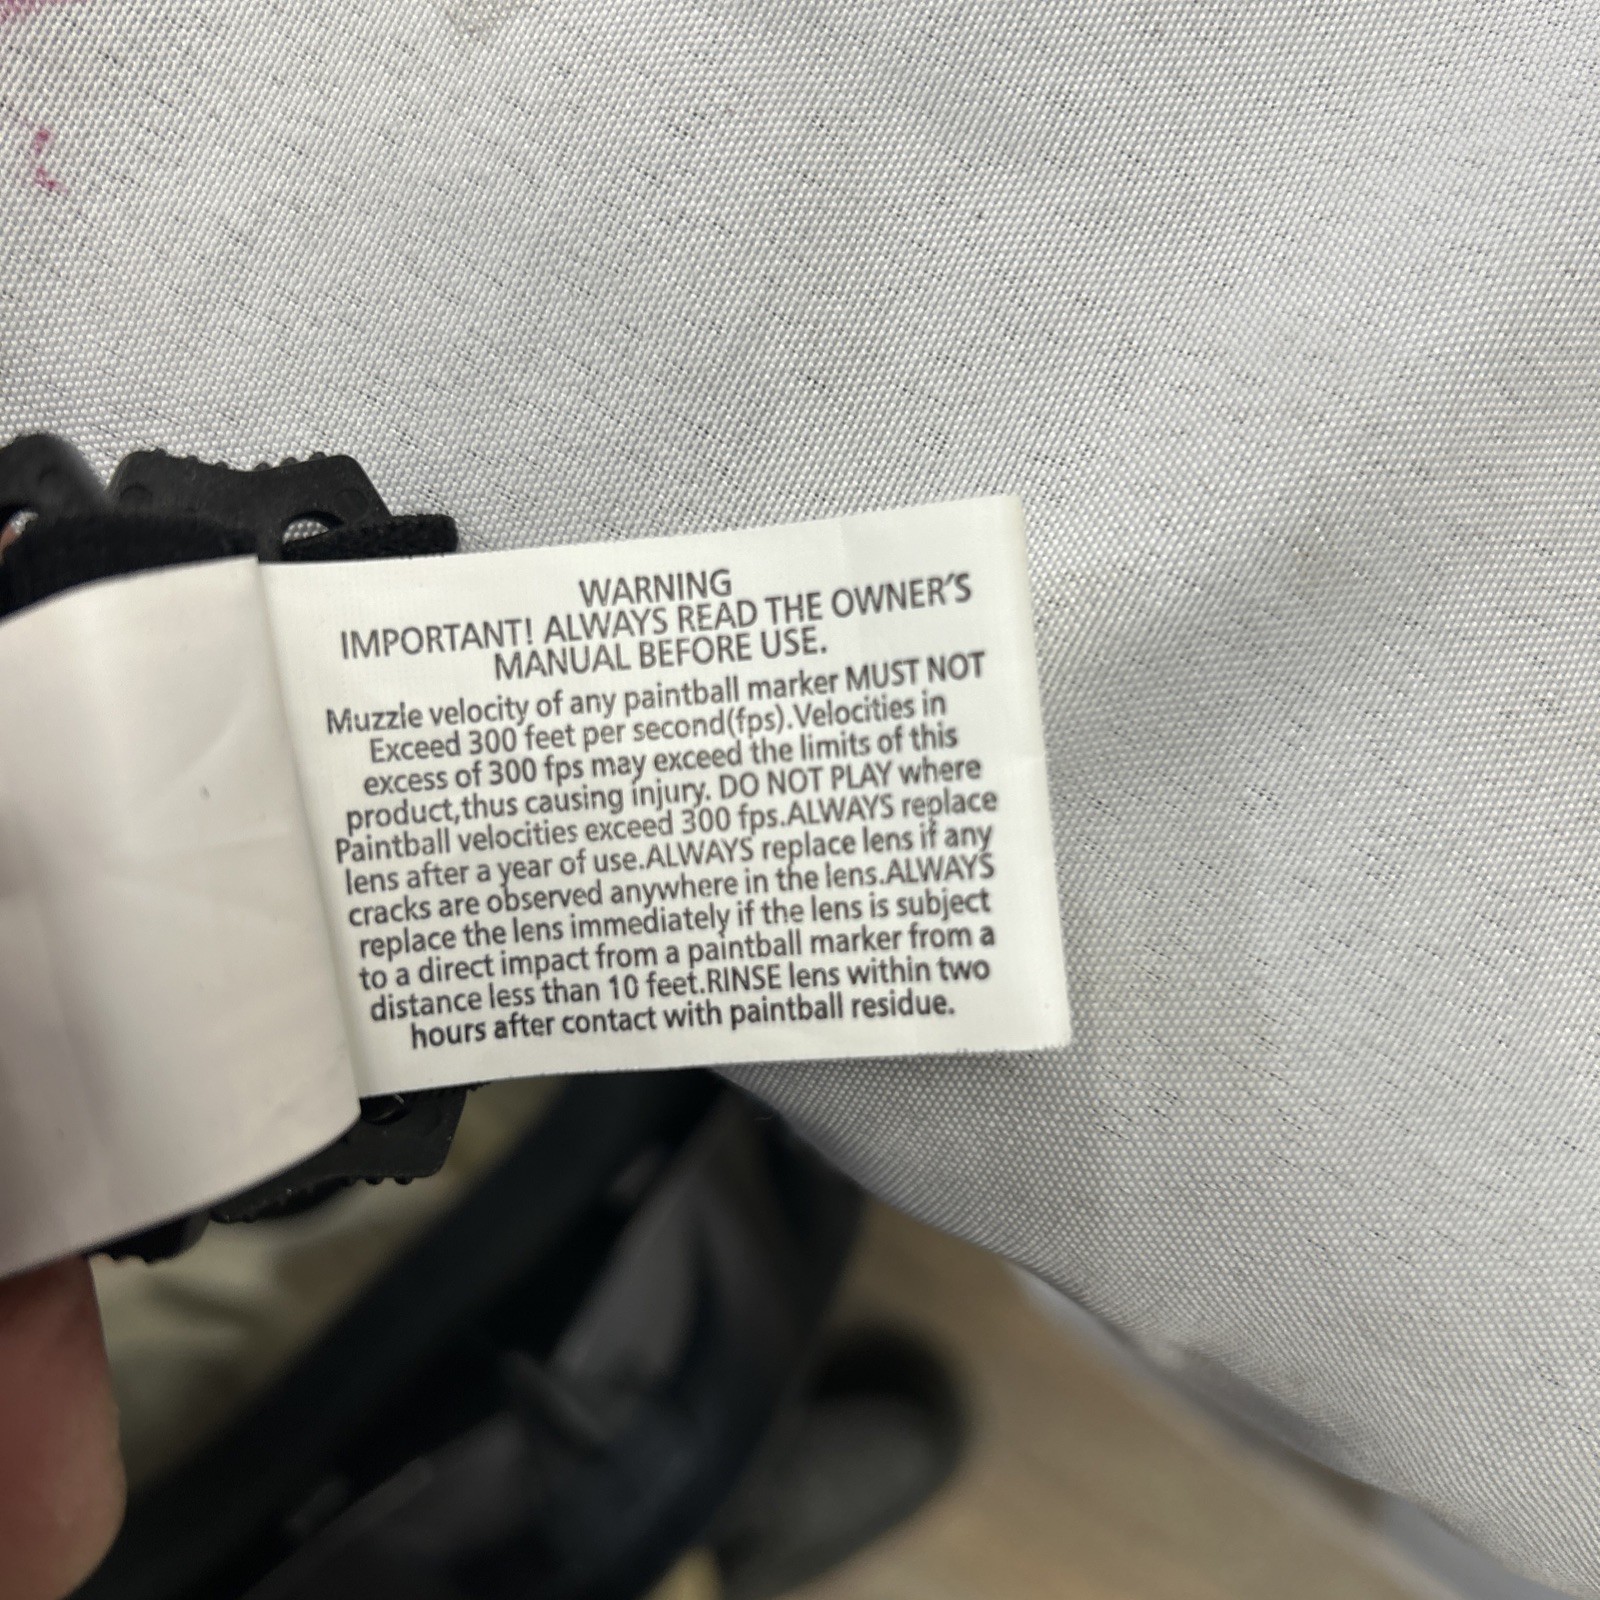 WARNING
IMPORTANT! ALWAYS READ THE OWNER'S
MANUAL BEFORE USE.
Muzzle velocity of any paintball marker MUST NOT
Exceed 300 feet per second(fps).Velocities in
excess of 300 fps may exceed the limits of this
product,thus causing injury. DO NOT PLAY where
Paintball velocities exceed 300 fps.ALWAYS replace
lens after a year of use.ALWAYS replace lens if any
cracks are observed anywhere in the lens.ALWAYS
replace the lens immediately if the lens is subject
to a direct impact from a paintball marker from a
distance less than 10 feet.RINSE lens within two
hours after contact with paintball residue.